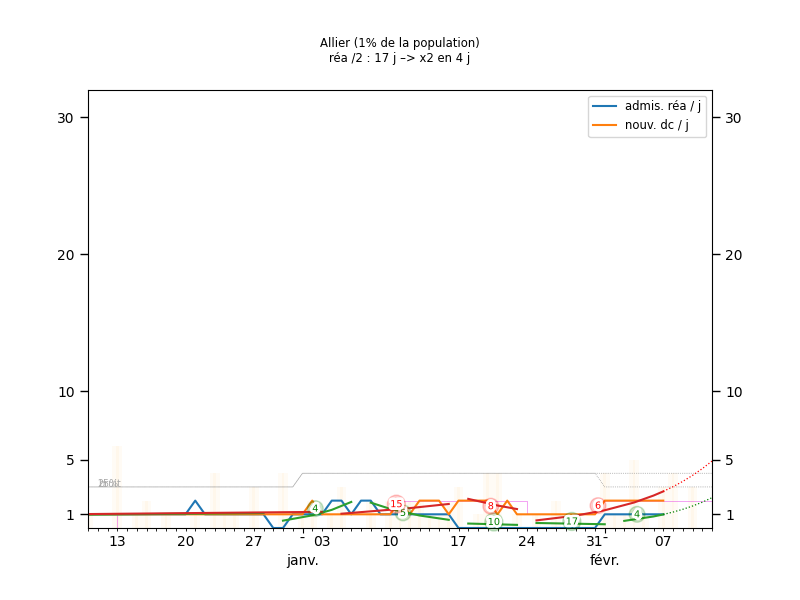 Allier (1% de la population)
réa /2 : 17 j –> x2 en 4 j
admis. réa / j
nouv. dc / j
30 30
20 20
10 10
5 5
1 1
4 15 5 8 10 17 6 4
13 20 27 - 03 10 17 24 31- 07
janv. févr.